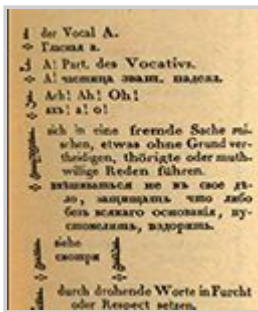 der Vocal A.
Гласная а.
A! Part. des Vocativs.
А! частица зват. падежа.
Ach! Ah! Oh!
ахъ! а! о!
sich in eine fremde Sache mi-
schen, etwas ohne Grund ver-
theidigen, thörigte oder muth-
willige Reden führen.
вмѣшиваться не въ свое дѣ-
ло, защищать что либо
безъ всякаго основанія, пу-
стомелить, вздорить.
siehe
смотри
durch drohende Worte in Furcht
oder Respect setzen.